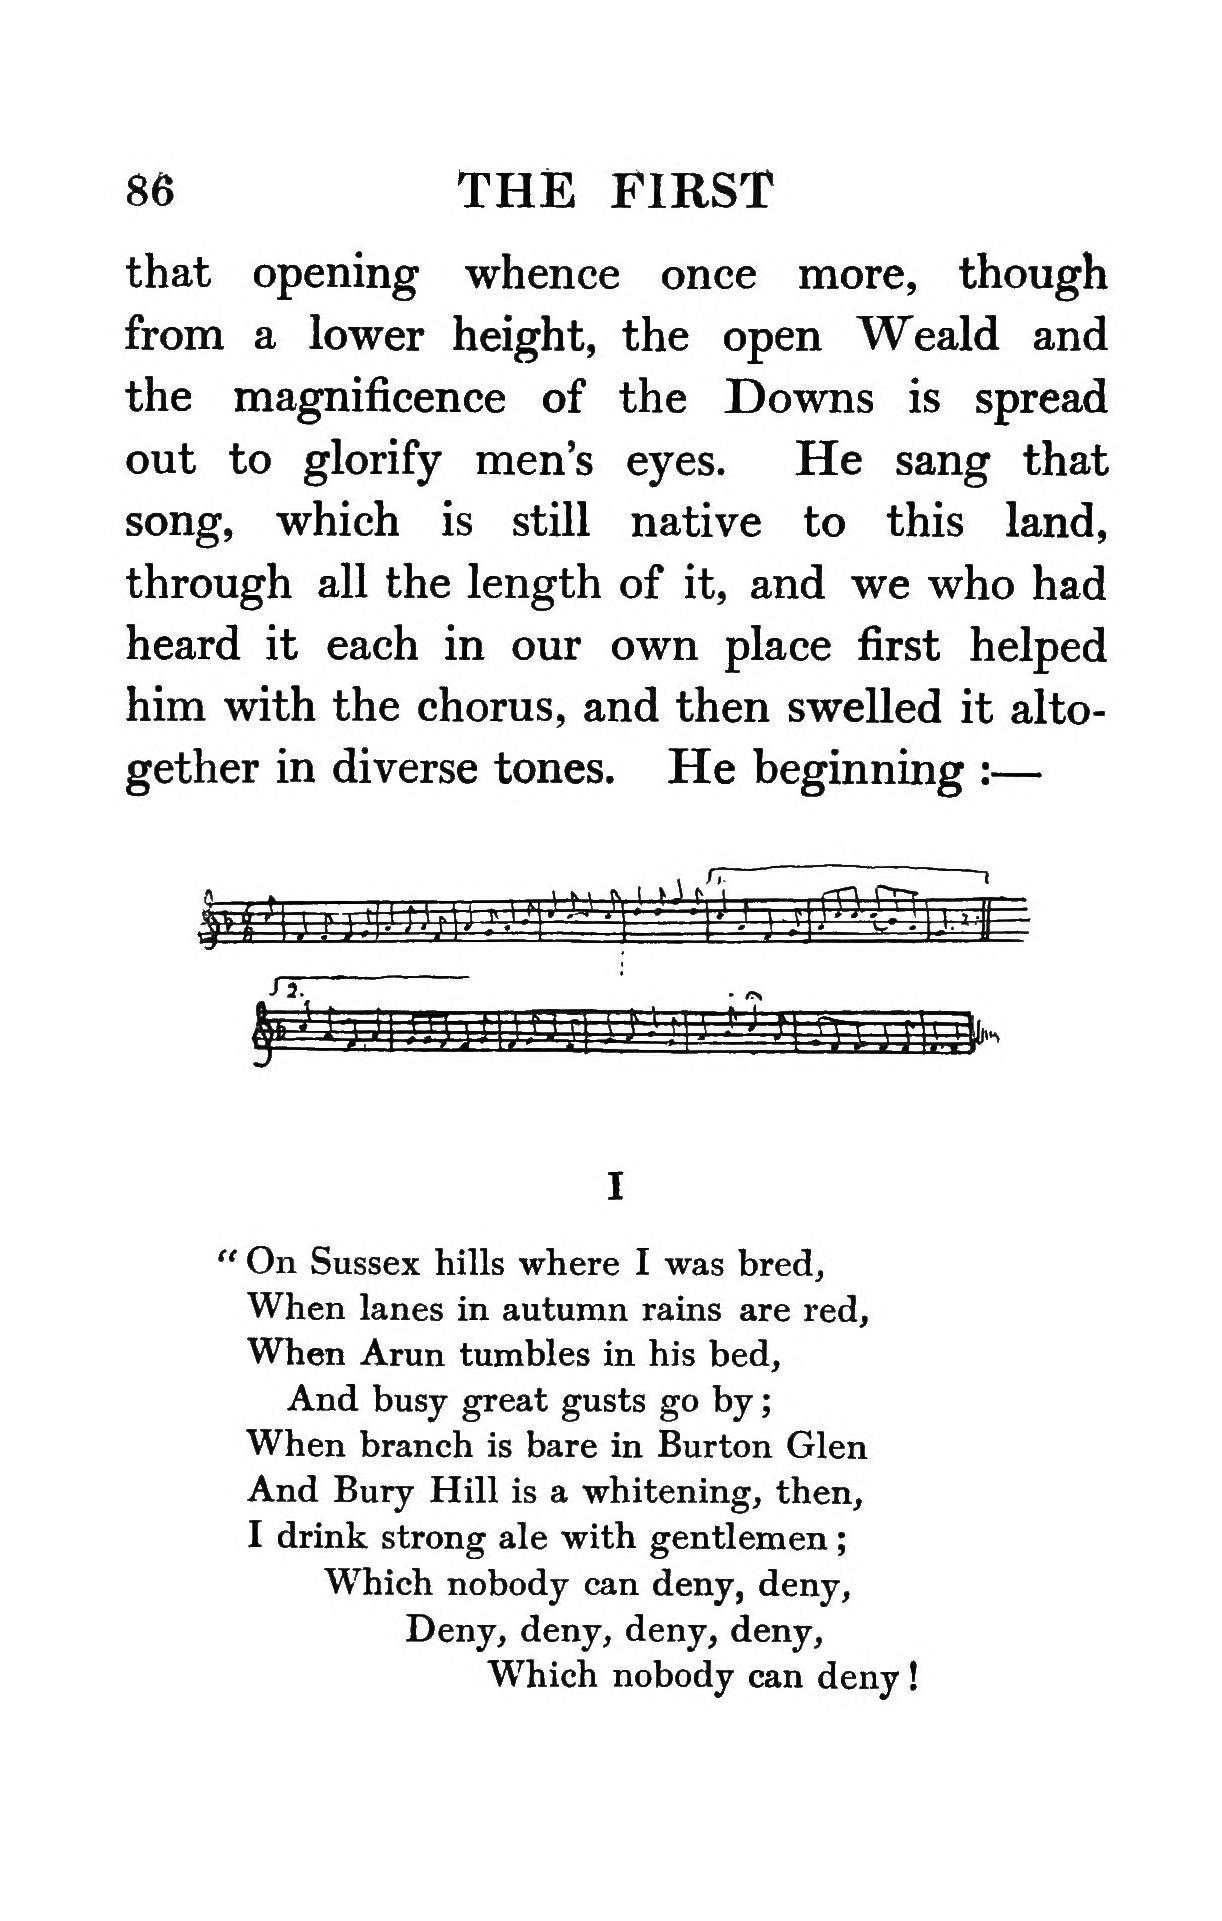 86 THE FIRST
that opening whence once more, though
from a lower height, the open Weald and
the magnificence of the Downs is spread
out to glorify men's eyes. He sang that
song, which is still native to this land,
through all the length of it, and we who had
heard it each in our own place first helped
him with the chorus, and then swelled it alto-
gether in diverse tones. He beginning :—
1.
2.
I
“On Sussex hills where I was bred,
When lanes in autumn rains are red,
When Arun tumbles in his bed,
And busy great gusts go by ;
When branch is bare in Burton Glen
And Bury Hill is a whitening, then,
I drink strong ale with gentlemen ;
Which nobody can deny, deny,
Deny, deny, deny, deny,
Which nobody can deny !